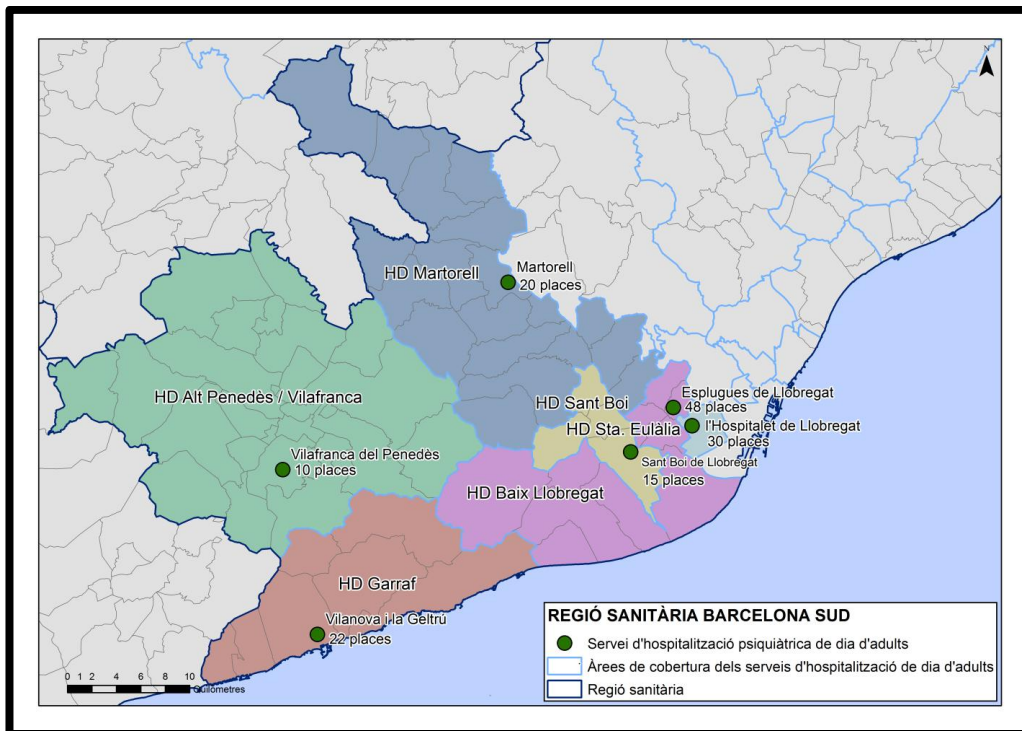 N
HD Martorell
Martorell
20 places
HD Alt Penedès / Vilafranca
Vilafranca del Penedès
10 places
HD Sant Boi
HD Sta. Eulàlia
Esplugues de Llobregat
48 places
l'Hospitalet de Llobregat
30 places
Sant Boi de Llobregat
15 places
HD Baix Llobregat
HD Garraf
Vilanova i la Geltrú
22 places
0 1 2 4 6 8 10
Quilòmetres
REGIÓ SANITÀRIA BARCELONA SUD
Servei d'hospitalització psiquiàtrica de dia d'adults
Àrees de cobertura dels serveis d'hospitalització de dia d'adults
Regió sanitària